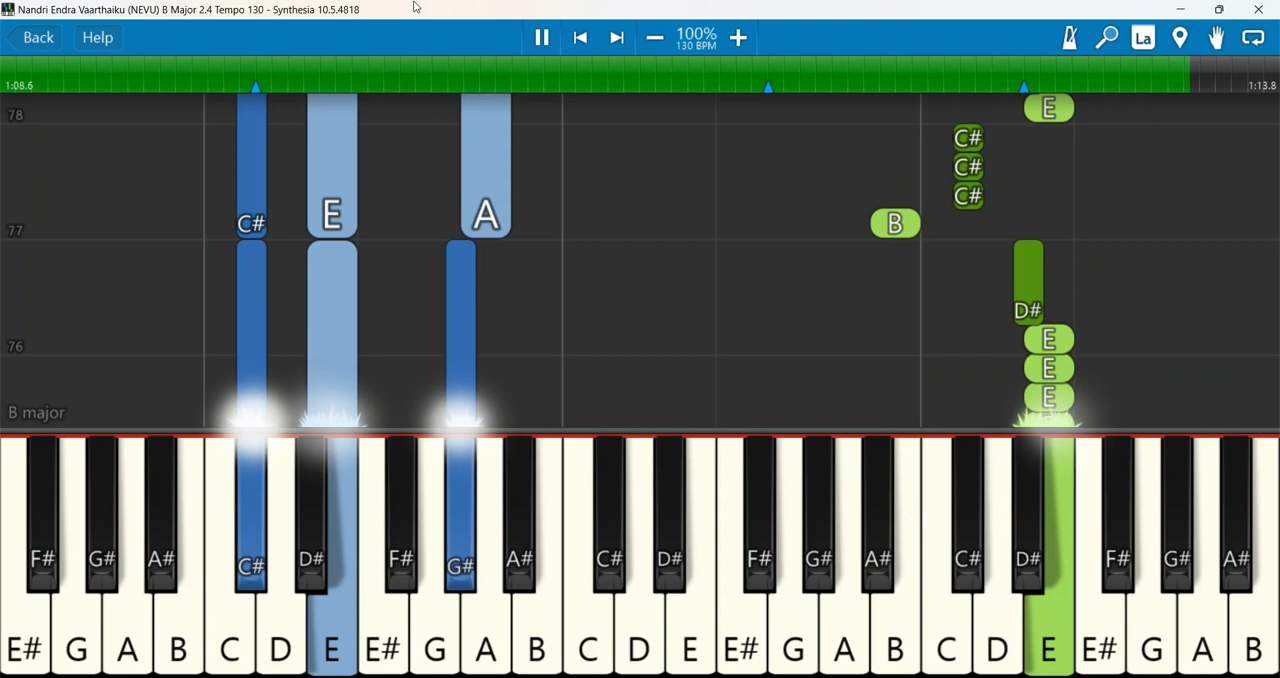 Nandri Endra Vaarthaiku (NEVU) B Major 2.4 Tempo 130 - Synthesia 10.5.4818
Back Help 100% La
130 BPM
1:08.6 1:13.8
78 E
C#
C#
C#
77 C# E A B
D#
76 E
E
B major E
F# G# A# C# D# F# G# A# C# D# F# G# A# C# D# F# G# A#
E# G A B C D E E# G A B C D E E# G A B C D E E# G A B